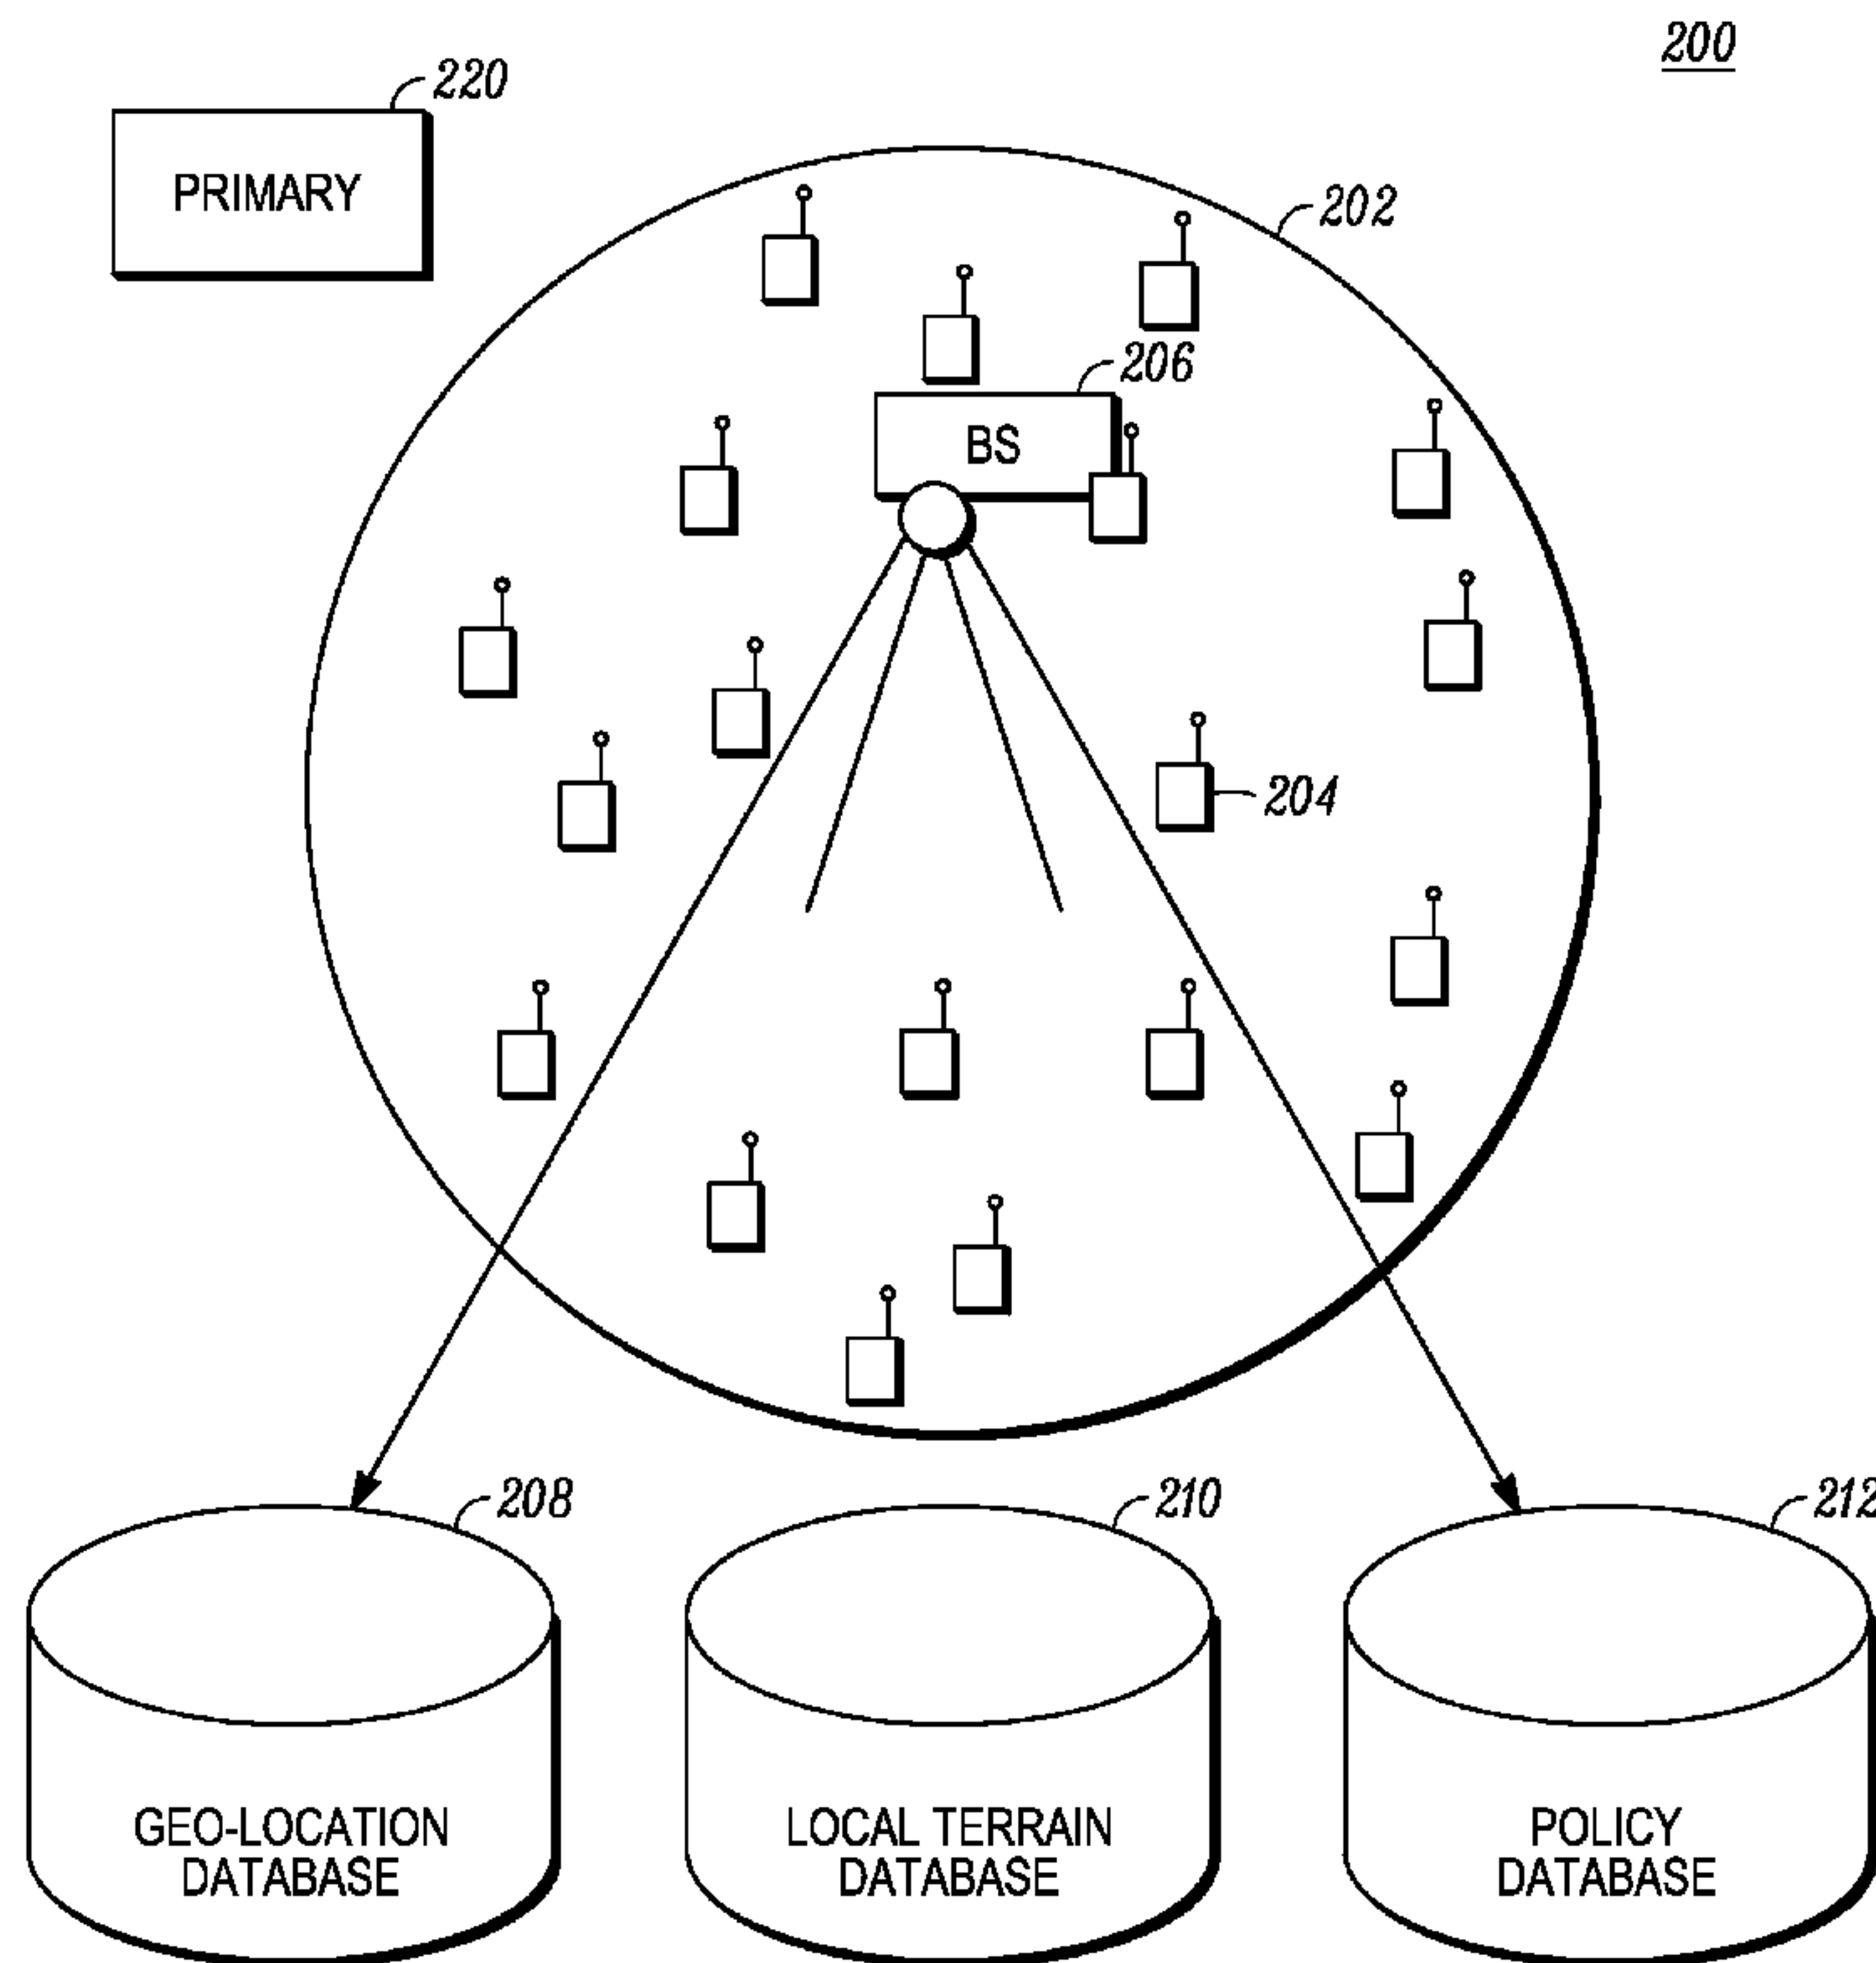 200
220
PRIMARY
202
206
BS
204
208
210
212
GEO-LOCATION
DATABASE
LOCAL TERRAIN
DATABASE
POLICY
DATABASE